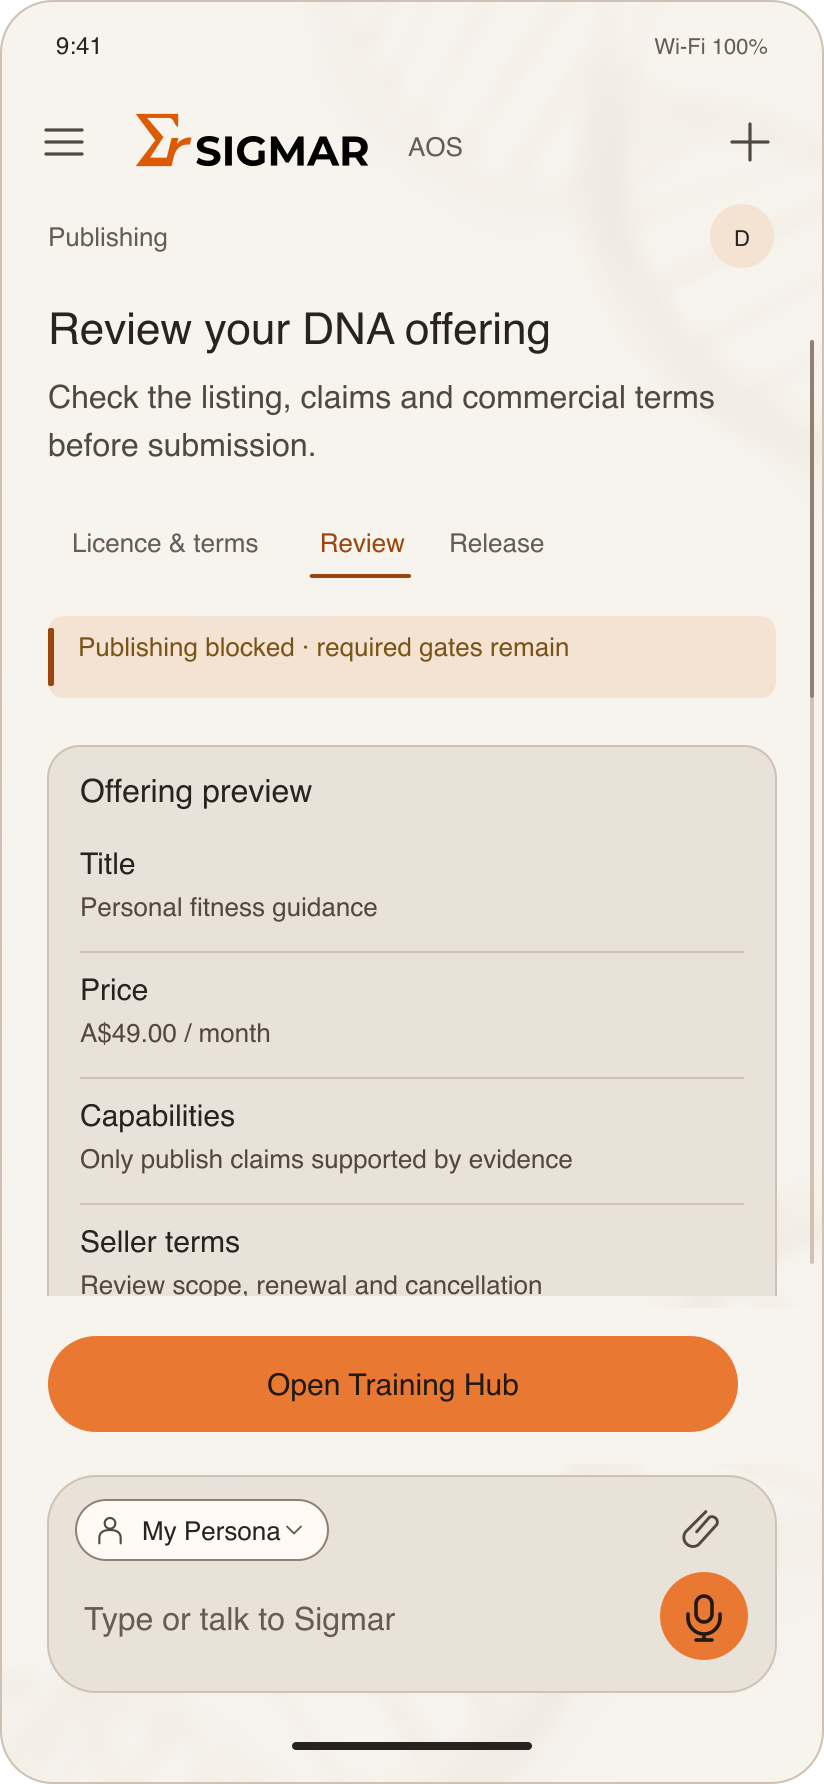 9:41 Wi-Fi 100%
Σr SIGMAR AOS
Publishing D
Review your DNA offering
Check the listing, claims and commercial terms
before submission.
Licence & terms Review Release
Publishing blocked · required gates remain
Offering preview
Title
Personal fitness guidance
Price
A$49.00 / month
Capabilities
Only publish claims supported by evidence
Seller terms
Review scope, renewal and cancellation
Open Training Hub
My Persona
Type or talk to Sigmar